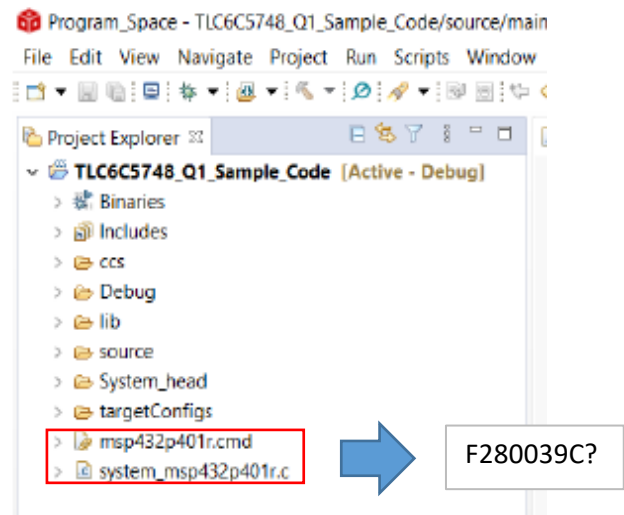 Program_Space - TLC6C5748_Q1_Sample_Code/source/main
File Edit View Navigate Project Run Scripts Window
Project Explorer
TLC6C5748_Q1_Sample_Code [Active - Debug]
Binaries
Includes
ccs
Debug
lib
source
System_head
targetConfigs
msp432p401r.cmd
system_msp432p401r.c
F280039C?